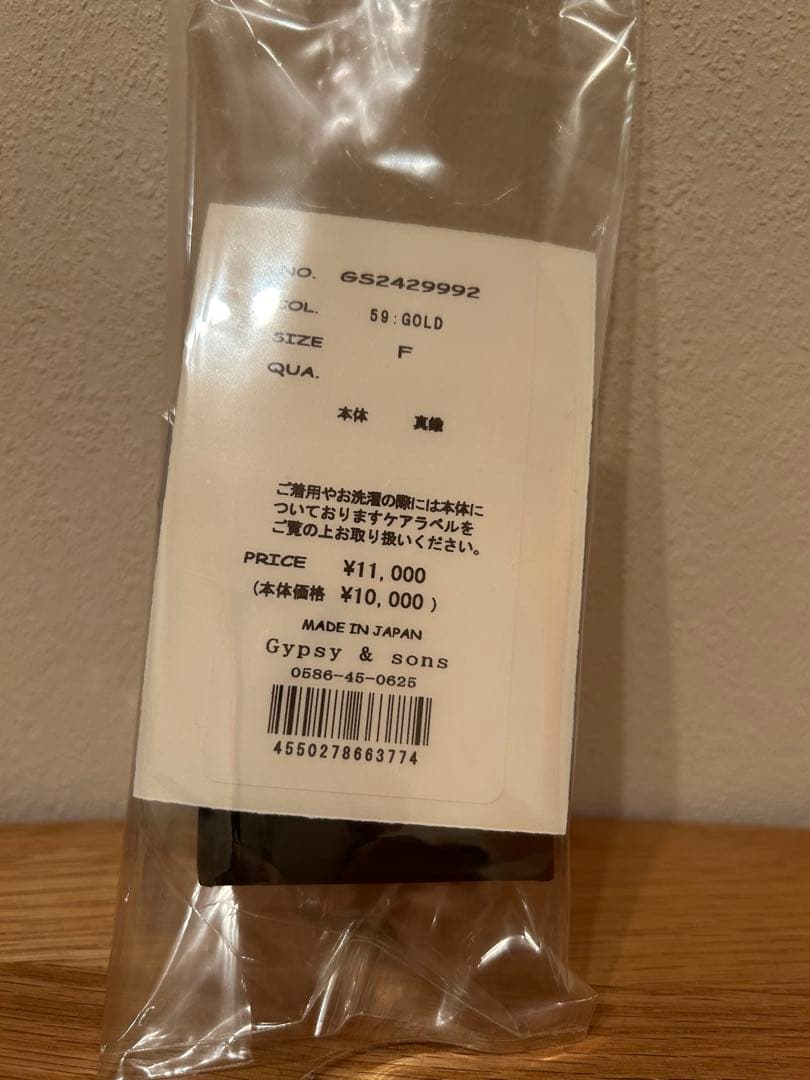 NO. GS2429992
COL. 59:GOLD
SIZE F
QUA.
本体 真鍮
ご着用やお洗濯の際には本体に
ついておりますケアラベルを
ご覧の上お取り扱いください。
PRICE ¥11,000
(本体価格 ¥10,000 )
MADE IN JAPAN
Gypsy & sons
0586-45-0625
4550278663774